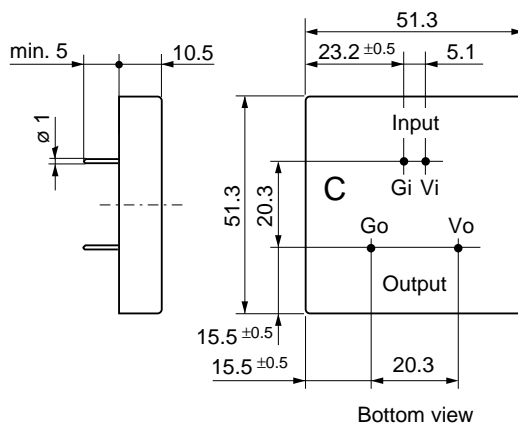 51.3
min. 5
10.5
23.2 ±0.5
5.1
ø 1
Input
51.3
20.3
C
Gi
Vi
Go
Vo
Output
15.5 ±0.5
15.5 ±0.5
20.3
Bottom view